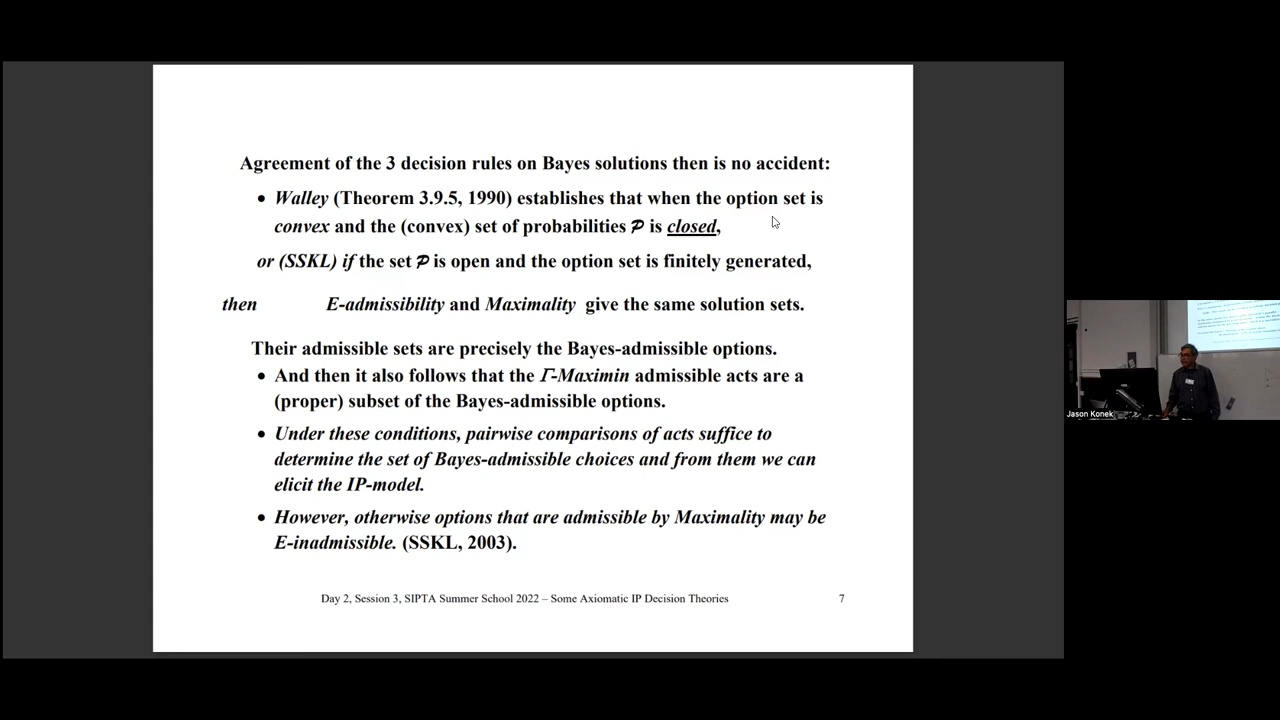 Agreement of the 3 decision rules on Bayes solutions then is no accident:
• Walley (Theorem 3.9.5, 1990) establishes that when the option set is
convex and the (convex) set of probabilities 𝓟 is closed,
or (SSKL) if the set 𝓟 is open and the option set is finitely generated,
then E-admissibility and Maximality give the same solution sets.
Their admissible sets are precisely the Bayes-admissible options.
• And then it also follows that the Γ-Maximin admissible acts are a
(proper) subset of the Bayes-admissible options.
• Under these conditions, pairwise comparisons of acts suffice to
determine the set of Bayes-admissible choices and from them we can
elicit the IP-model.
• However, otherwise options that are admissible by Maximality may be
E-inadmissible. (SSKL, 2003).
Day 2, Session 3, SIPTA Summer School 2022 – Some Axiomatic IP Decision Theories 7
Jason Konek